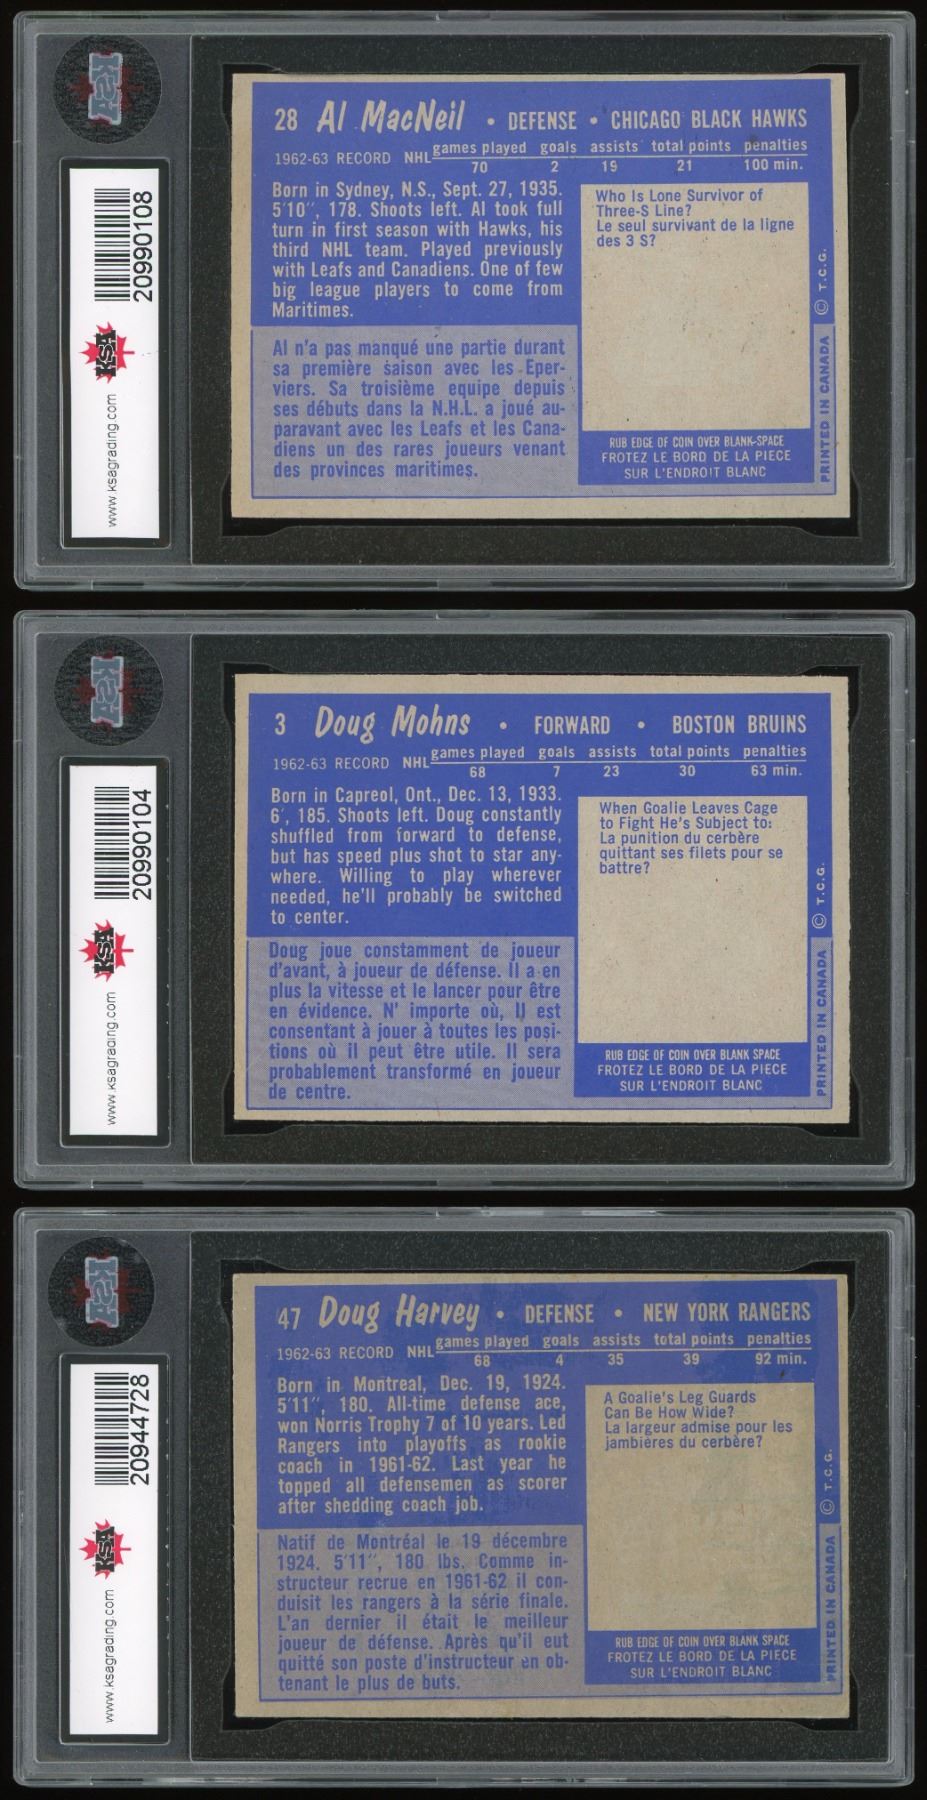 KSA
20990108
KSA
www.ksagrading.com
28 Al MacNeil • DEFENSE • CHICAGO BLACK HAWKS
games played goals assists total points penalties
1962-63 RECORD NHL 70 2 19 21 100 min.
Born in Sydney, N.S., Sept. 27, 1935.
5'10", 178. Shoots left. Al took full
turn in first season with Hawks, his
third NHL team. Played previously
with Leafs and Canadiens. One of few
big league players to come from
Maritimes.
Al n'a pas manqué une partie durant
sa première saison avec les Eper-
viers. Sa troisième equipe depuis
ses débuts dans la N.H.L. a joué au-
paravant avec les Leafs et les Cana-
diens un des rares joueurs venant
des provinces maritimes.
Who Is Lone Survivor of
Three-S Line?
Le seul survivant de la ligne
des 3 S?
RUB EDGE OF COIN OVER BLANK-SPACE
FROTEZ LE BORD DE LA PIECE
SUR L'ENDROIT BLANC
PRINTED IN CANADA © T.C.G.
KSA
20990104
KSA
www.ksagrading.com
3 Doug Mohns • FORWARD • BOSTON BRUINS
games played goals assists total points penalties
1962-63 RECORD NHL 68 7 23 30 63 min.
Born in Capreol, Ont., Dec. 13, 1933.
6', 185. Shoots left. Doug constantly
shuffled from forward to defense,
but has speed plus shot to star any-
where. Willing to play wherever
needed, he'll probably be switched
to center.
Doug joue constamment de joueur
d'avant, à joueur de défense. Il a en
plus la vitesse et le lancer pour être
en évidence. N' importe où, Il est
consentant à jouer à toutes les posi-
tions où il peut être utile. Il sera
probablement transformé en joueur
de centre.
When Goalie Leaves Cage
to Fight He's Subject to:
La punition du cerbère
quittant ses filets pour se
battre?
RUB EDGE OF COIN OVER BLANK SPACE
FROTEZ LE BORD DE LA PIECE
SUR L'ENDROIT BLANC
PRINTED IN CANADA © T.C.G.
KSA
20944728
KSA
www.ksagrading.com
47 Doug Harvey • DEFENSE • NEW YORK RANGERS
games played goals assists total points penalties
1962-63 RECORD NHL 68 4 35 39 92 min.
Born in Montreal, Dec. 19, 1924.
5'11", 180. All-time defense ace,
won Norris Trophy 7 of 10 years. Led
Rangers into playoffs as rookie
coach in 1961-62. Last year he
topped all defensemen as scorer
after shedding coach job.
Natif de Montréal le 19 décembre
1924. 5'11", 180 lbs. Comme in-
structeur recrue en 1961-62 il con-
duisit les rangers à la série finale.
L'an dernier il était le meilleur
joueur de défense. Après qu'il eut
quitté son poste d'instructeur en ob-
tenant le plus de buts.
A Goalie's Leg Guards
Can Be How Wide?
La largeur admise pour les
jambières du cerbère?
RUB EDGE OF COIN OVER BLANK SPACE
FROTEZ LE BORD DE LA PIECE
SUR L'ENDROIT BLANC
PRINTED IN CANADA © T.C.G.